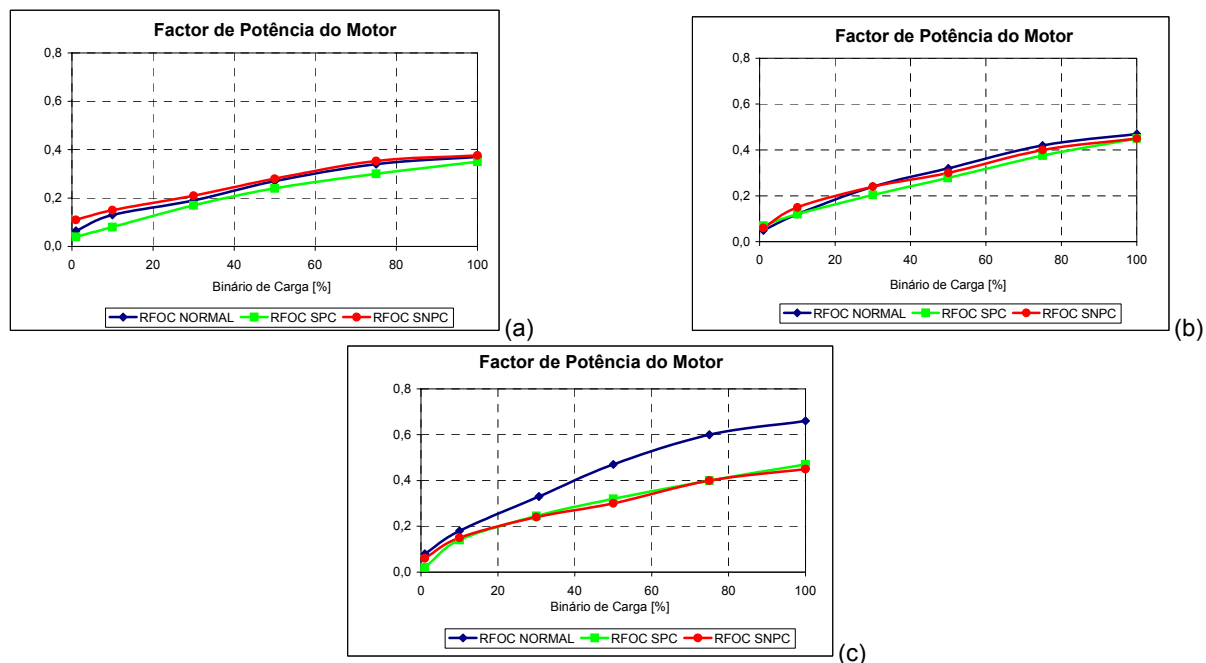 Factor de Potência do Motor
0,8
0,6
0,4
0,2
0,0
0 20 40 60 80 100
Binário de Carga [%]
RFOC NORMAL RFOC SPC RFOC SNPC
(a)
Factor de Potência do Motor
0,8
0,6
0,4
0,2
0,0
0 20 40 60 80 100
Binário de Carga [%]
RFOC NORMAL RFOC SPC RFOC SNPC
(b)
Factor de Potência do Motor
0,8
0,6
0,4
0,2
0,0
0 20 40 60 80 100
Binário de Carga [%]
RFOC NORMAL RFOC SPC RFOC SNPC
(c)